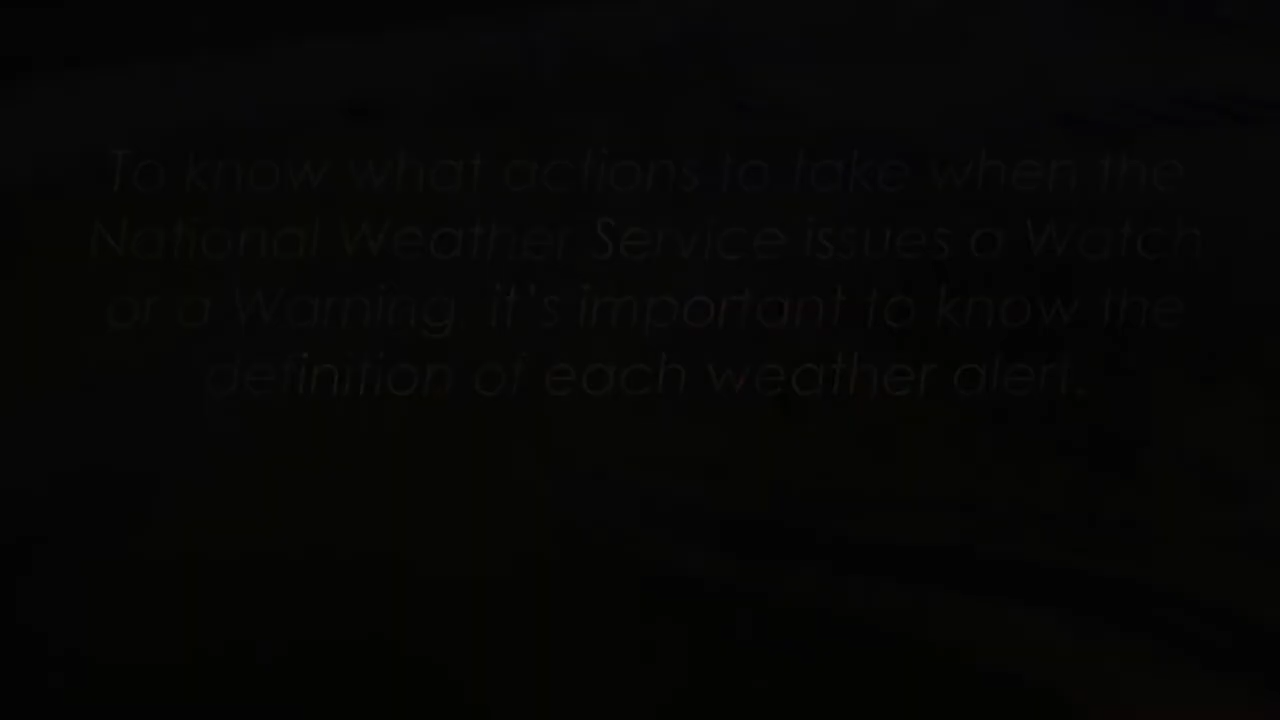 To know what actions to take when the
National Weather Service issues a Watch
or a Warning it's important to know the
definition of each weather alert.